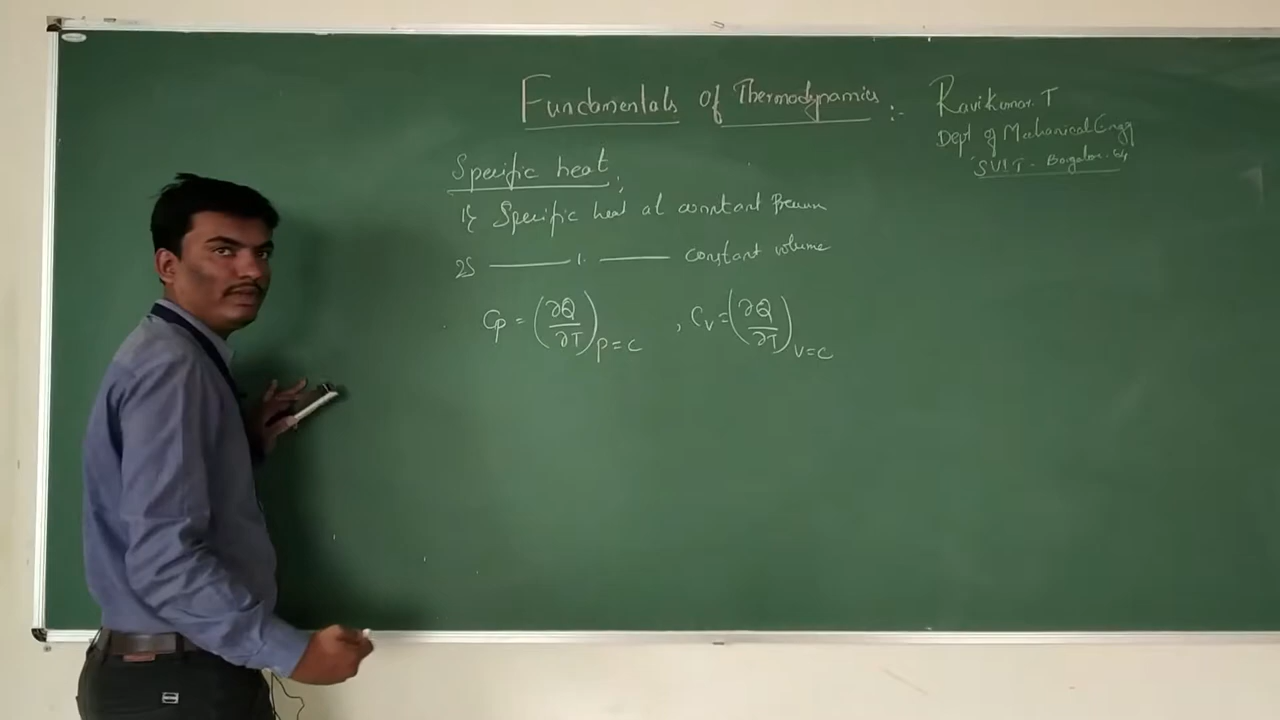 Fundamentals of Thermodynamics :-
Ravikumar. T
Dept of Mechanical Engg
SVIT - Bangalore - 64
Specific heat,
1) Specific heat at constant Pressure
2) ——— 〃 ——— constant volume
Cp = (∂Q/∂T)P=C , Cv = (∂Q/∂T)V=C